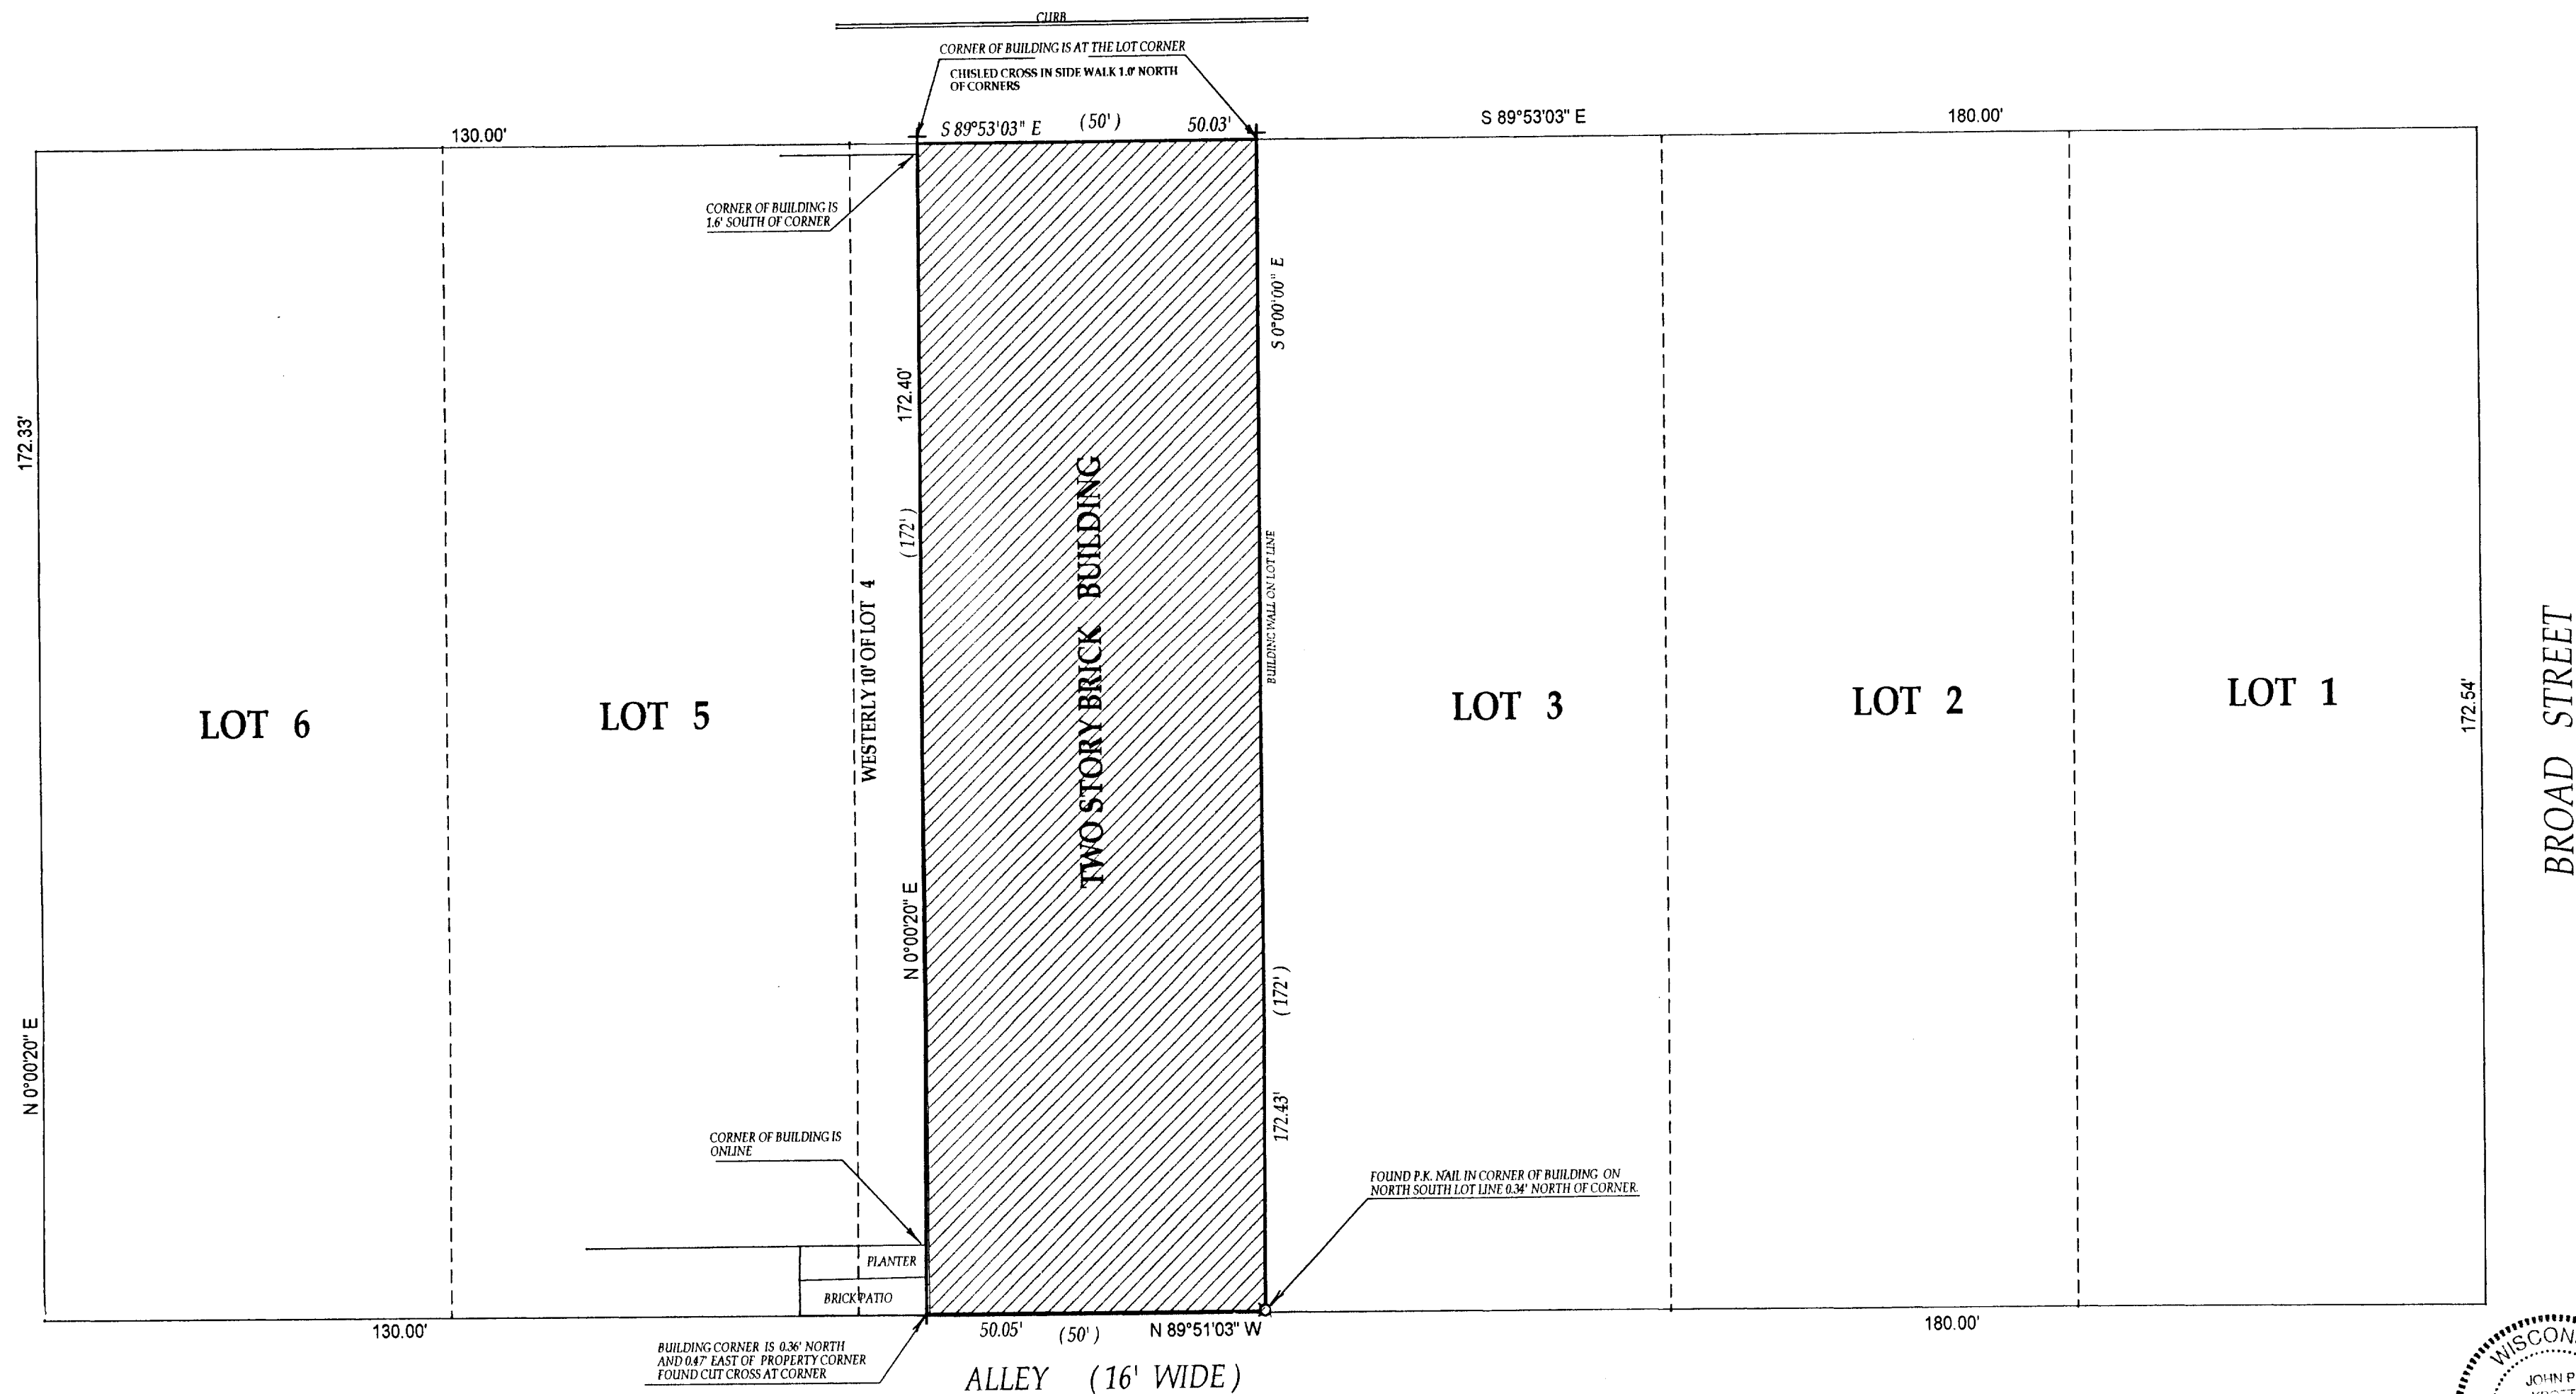 CURB
CORNER OF BUILDING IS AT THE LOT CORNER
CHISLED CROSS IN SIDE WALK 1.0' NORTH
OF CORNERS
130.00'
S 89°53'03" E
(50')
50.03'
S 89°53'03" E
180.00'
CORNER OF BUILDING IS
1.6' SOUTH OF CORNER
172.33'
N 0°00'20" E
LOT 6
LOT 5
WESTERLY 10' OF LOT 4
172.40'
(172')
N 0°00'20" E
TWO STORY BRICK BUILDING
S 0°00'00" E
BUILDING WALL ON LOT LINE
(172')
172.43'
LOT 3
LOT 2
LOT 1
172.54'
BROAD STREET
CORNER OF BUILDING IS
ONLINE
FOUND P.K. NAIL IN CORNER OF BUILDING ON
NORTH SOUTH LOT LINE 0.34' NORTH OF CORNER.
PLANTER
BRICK PATIO
130.00'
50.05'
(50')
N 89°51'03" W
180.00'
BUILDING CORNER IS 0.36' NORTH
AND 0.47' EAST OF PROPERTY CORNER
FOUND CUT CROSS AT CORNER
ALLEY (16' WIDE)
WISCON
JOHN P